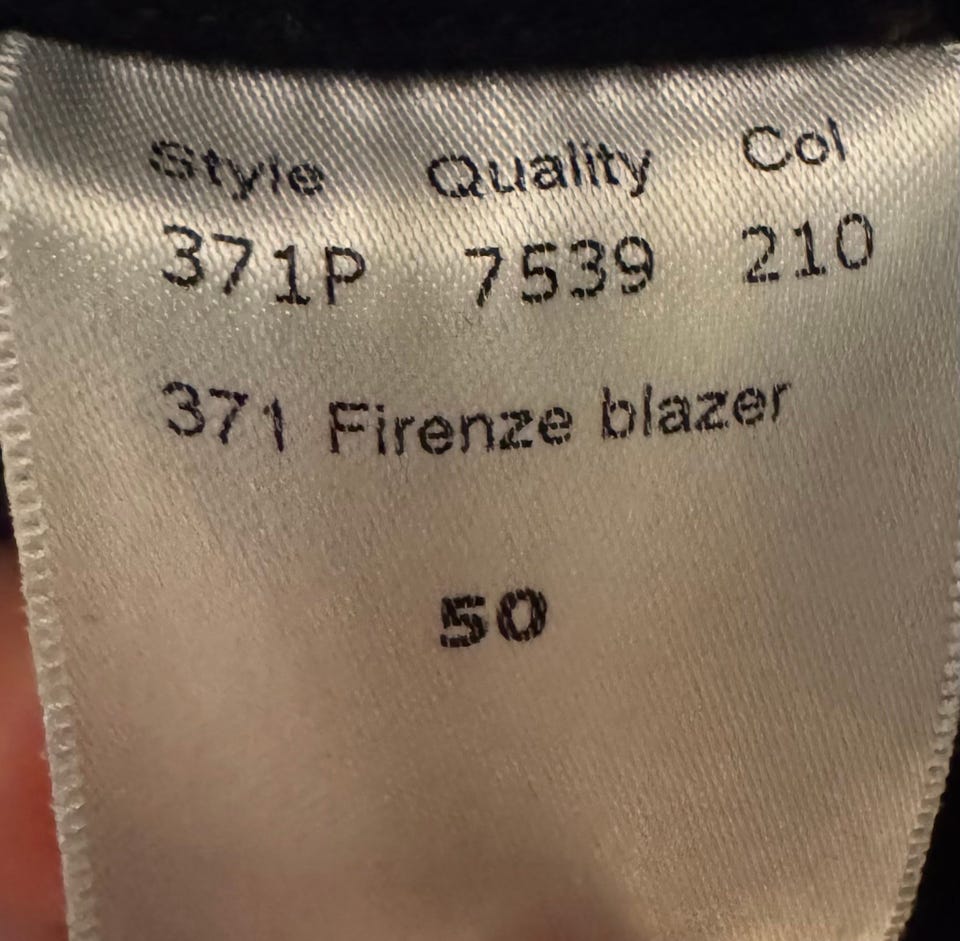 Style Quality Col
371P 7539 210
371 Firenze blazer
50